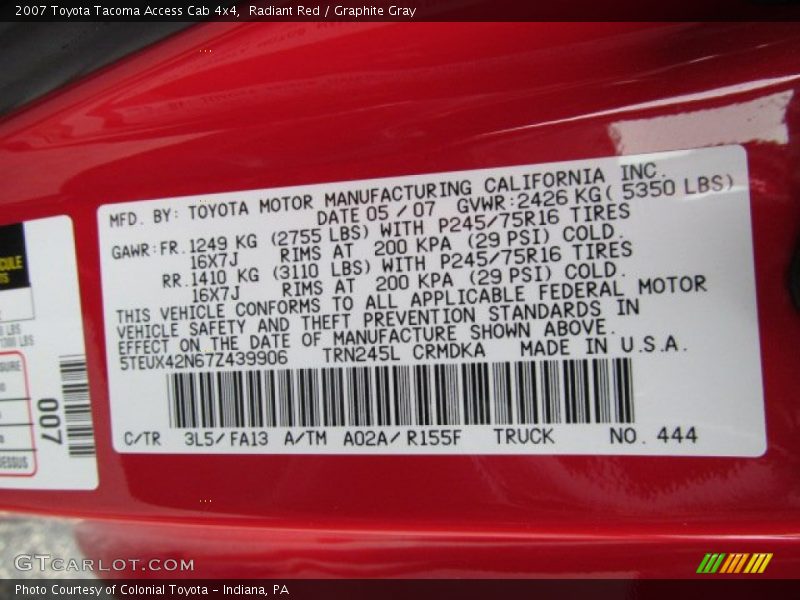 2007 Toyota Tacoma Access Cab 4x4,  Radiant Red / Graphite Gray
MFD. BY: TOYOTA MOTOR MANUFACTURING CALIFORNIA INC.
DATE 05 / 07 GVWR: 2426 KG( 5350 LBS)
GAWR: FR. 1249 KG (2755 LBS) WITH P245/75R16 TIRES
16X7J RIMS AT 200 KPA (29 PSI) COLD.
RR. 1410 KG (3110 LBS) WITH P245/75R16 TIRES
16X7J RIMS AT 200 KPA (29 PSI) COLD.
THIS VEHICLE CONFORMS TO ALL APPLICABLE FEDERAL MOTOR
VEHICLE SAFETY AND THEFT PREVENTION STANDARDS IN
EFFECT ON THE DATE OF MANUFACTURE SHOWN ABOVE.
5TEUX42N67Z439906 TRN245L CRMDKA MADE IN U.S.A.
C/TR 3L5/FA13 A/TM A02A/R155F TRUCK NO. 444
LBS
LBS
007
GTCARLOT.COM
Photo Courtesy of Colonial Toyota - Indiana, PA